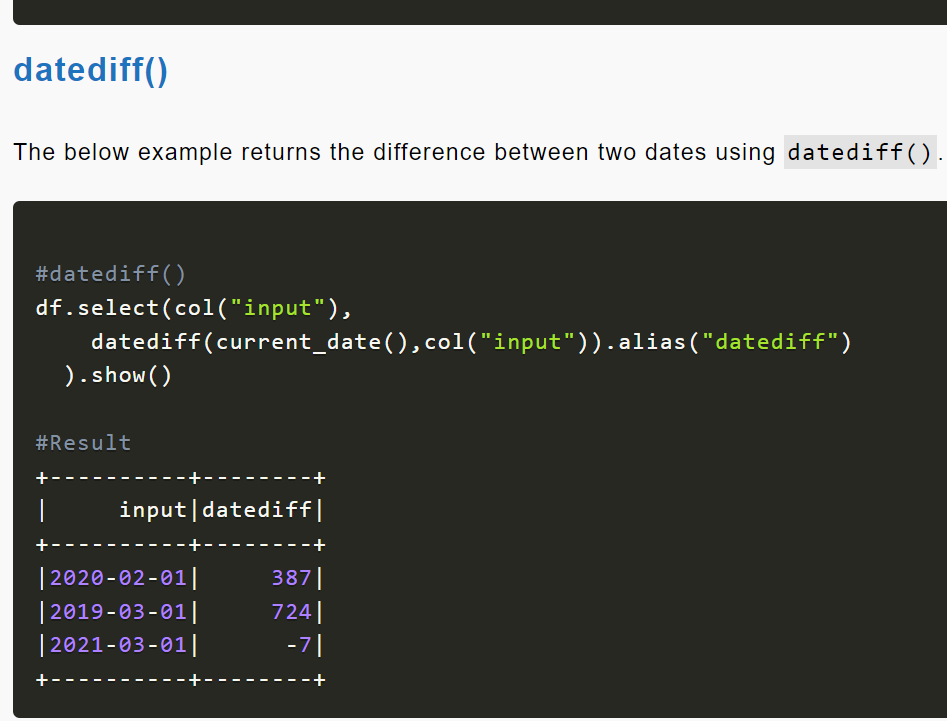 datediff()
The below example returns the difference between two dates using datediff().
#datediff()
df.select(col("input"),
    datediff(current_date(),col("input")).alias("datediff")
  ).show()
#Result
+----------+--------+
|     input|datediff|
+----------+--------+
|2020-02-01|     387|
|2019-03-01|     724|
|2021-03-01|      -7|
+----------+--------+